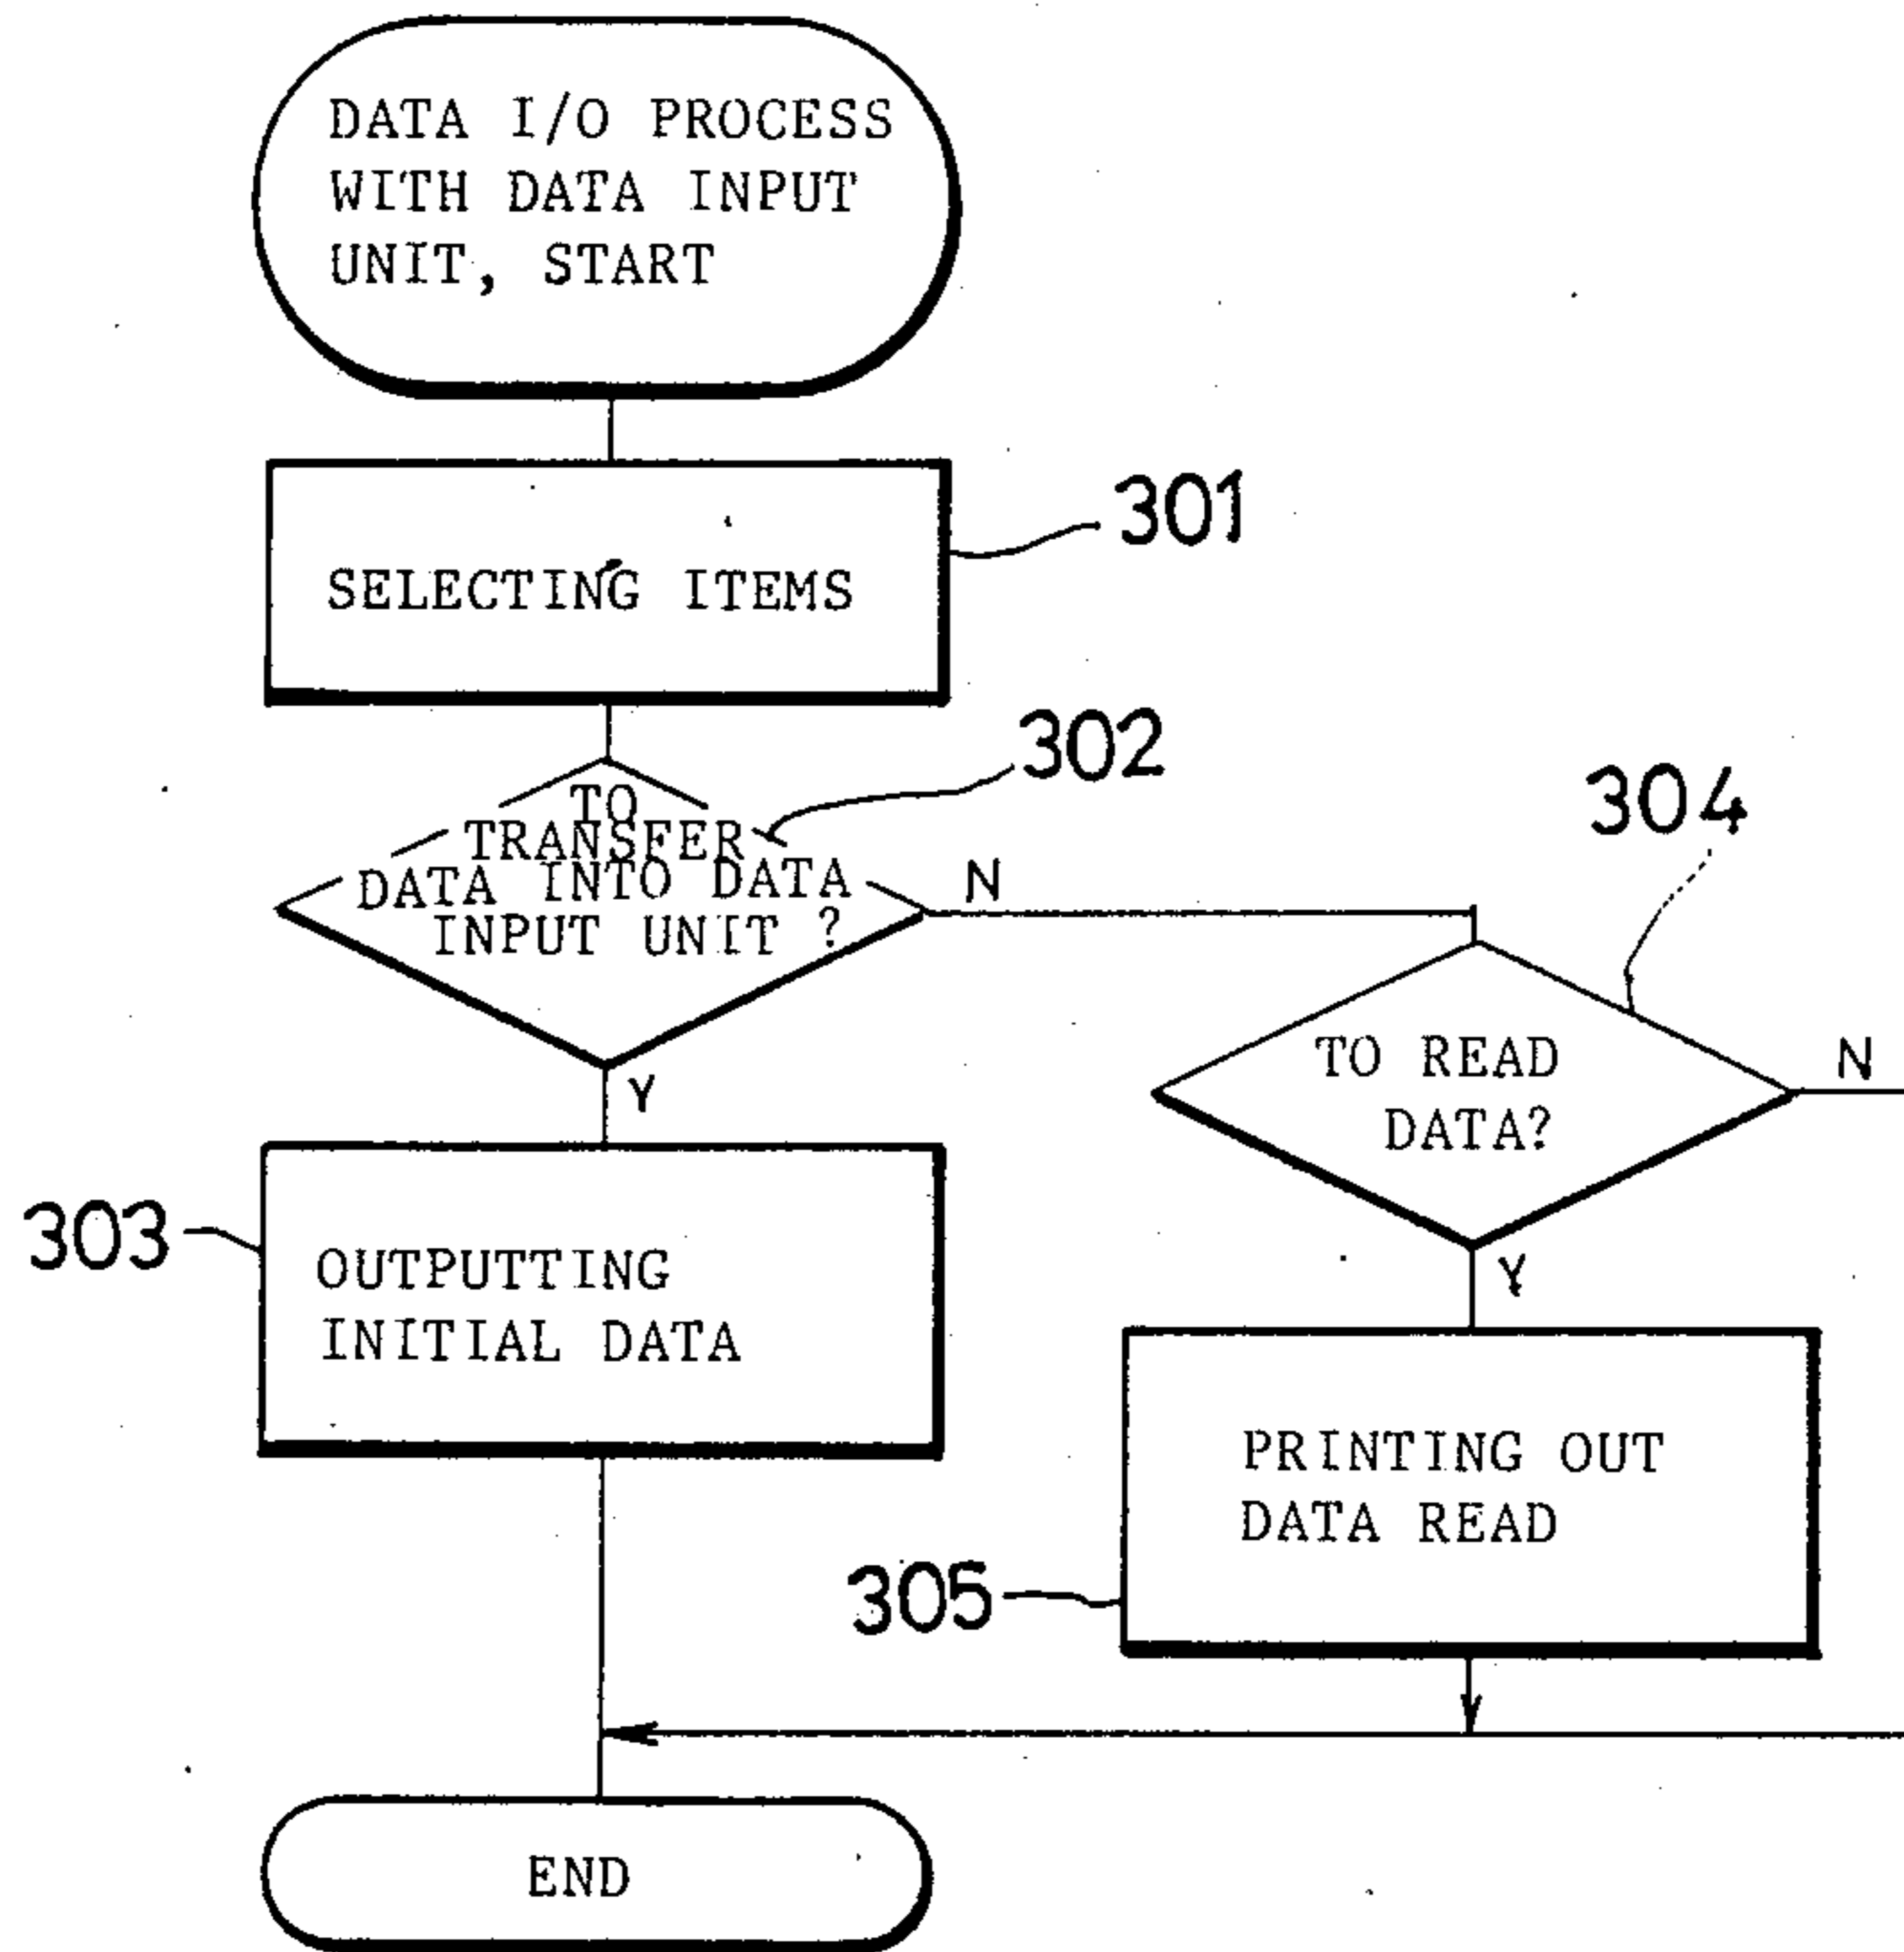 DATA I/O PROCESS
WITH DATA INPUT
UNIT, START
301
SELECTING ITEMS
302
TO
TRANSFER
DATA INTO DATA
INPUT UNIT ?
N
Y
304
TO READ
DATA?
N
Y
303
OUTPUTTING
INITIAL DATA
PRINTING OUT
DATA READ
305
END